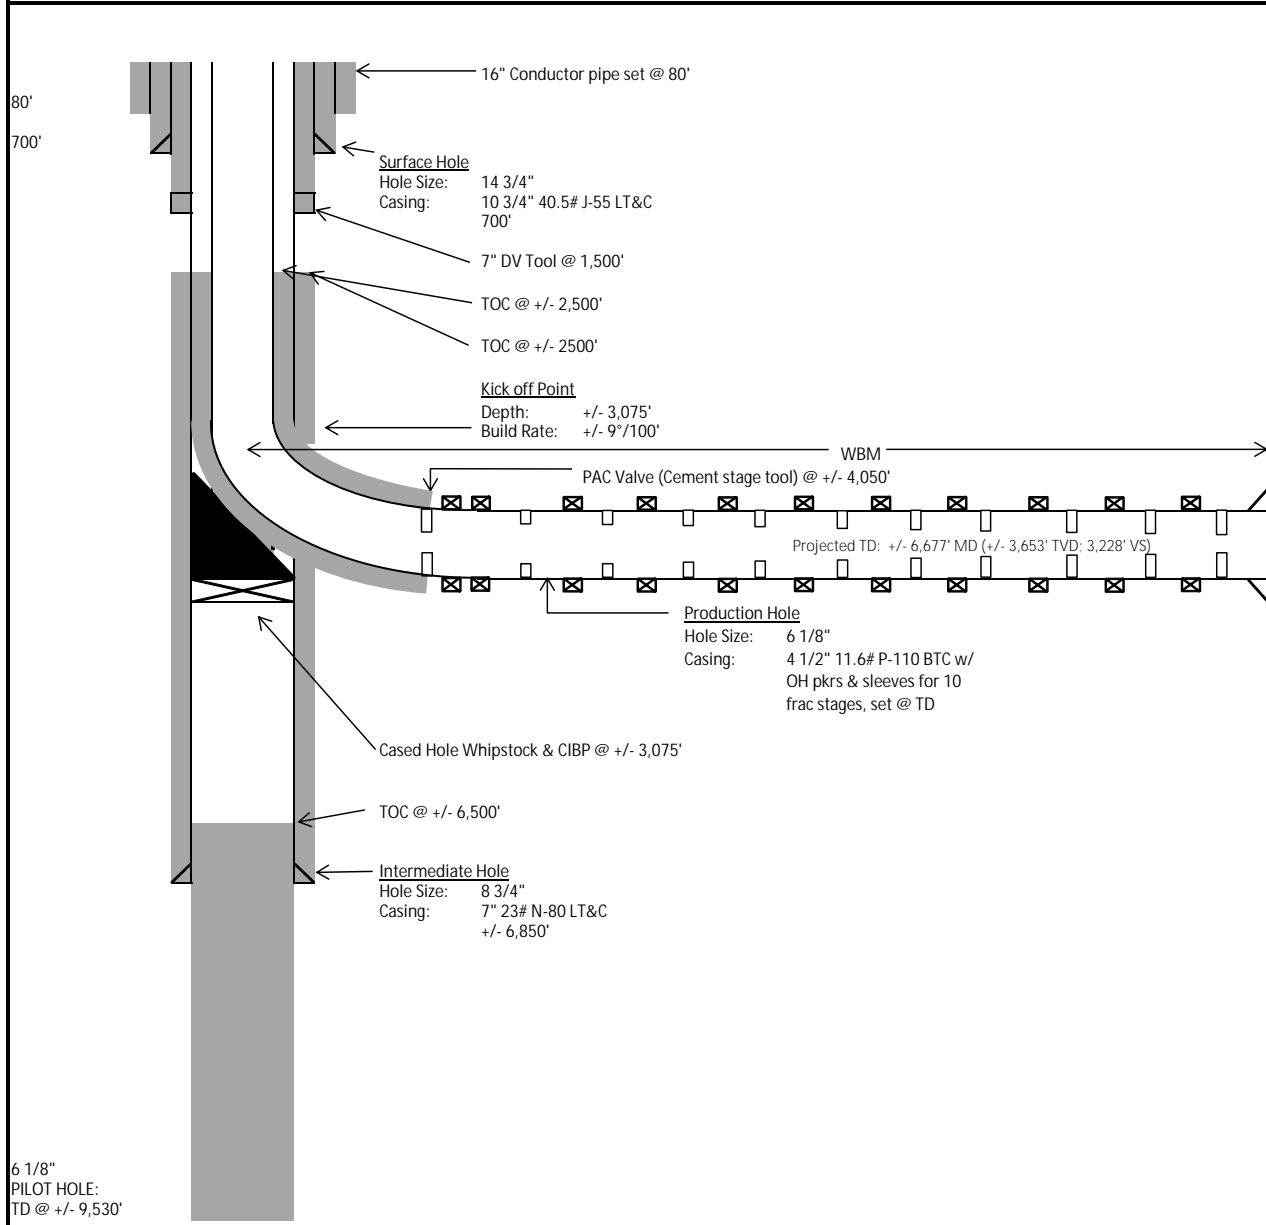 16" Conductor pipe set @ 80'
80'
700'
Surface Hole
Hole Size: 14 3/4"
Casing: 10 3/4" 40.5# J-55 LT&C
700'
7" DV Tool @ 1,500'
TOC @ +/- 2,500'
TOC @ +/- 2500'
Kick off Point
Depth: +/- 3,075'
Build Rate: +/- 9°/100'
WBM
PAC Valve (Cement stage tool) @ +/- 4,050'
Projected TD: +/- 6,677' MD (+/- 3,653' TVD; 3,228' VS)
Production Hole
Hole Size: 6 1/8"
Casing: 4 1/2" 11.6# P-110 BTC w/
OH pkrs & sleeves for 10
frac stages, set @ TD
Cased Hole Whipstock & CIBP @ +/- 3,075'
TOC @ +/- 6,500'
Intermediate Hole
Hole Size: 8 3/4"
Casing: 7" 23# N-80 LT&C
+/- 6,850'
6 1/8"
PILOT HOLE:
TD @ +/- 9,530'